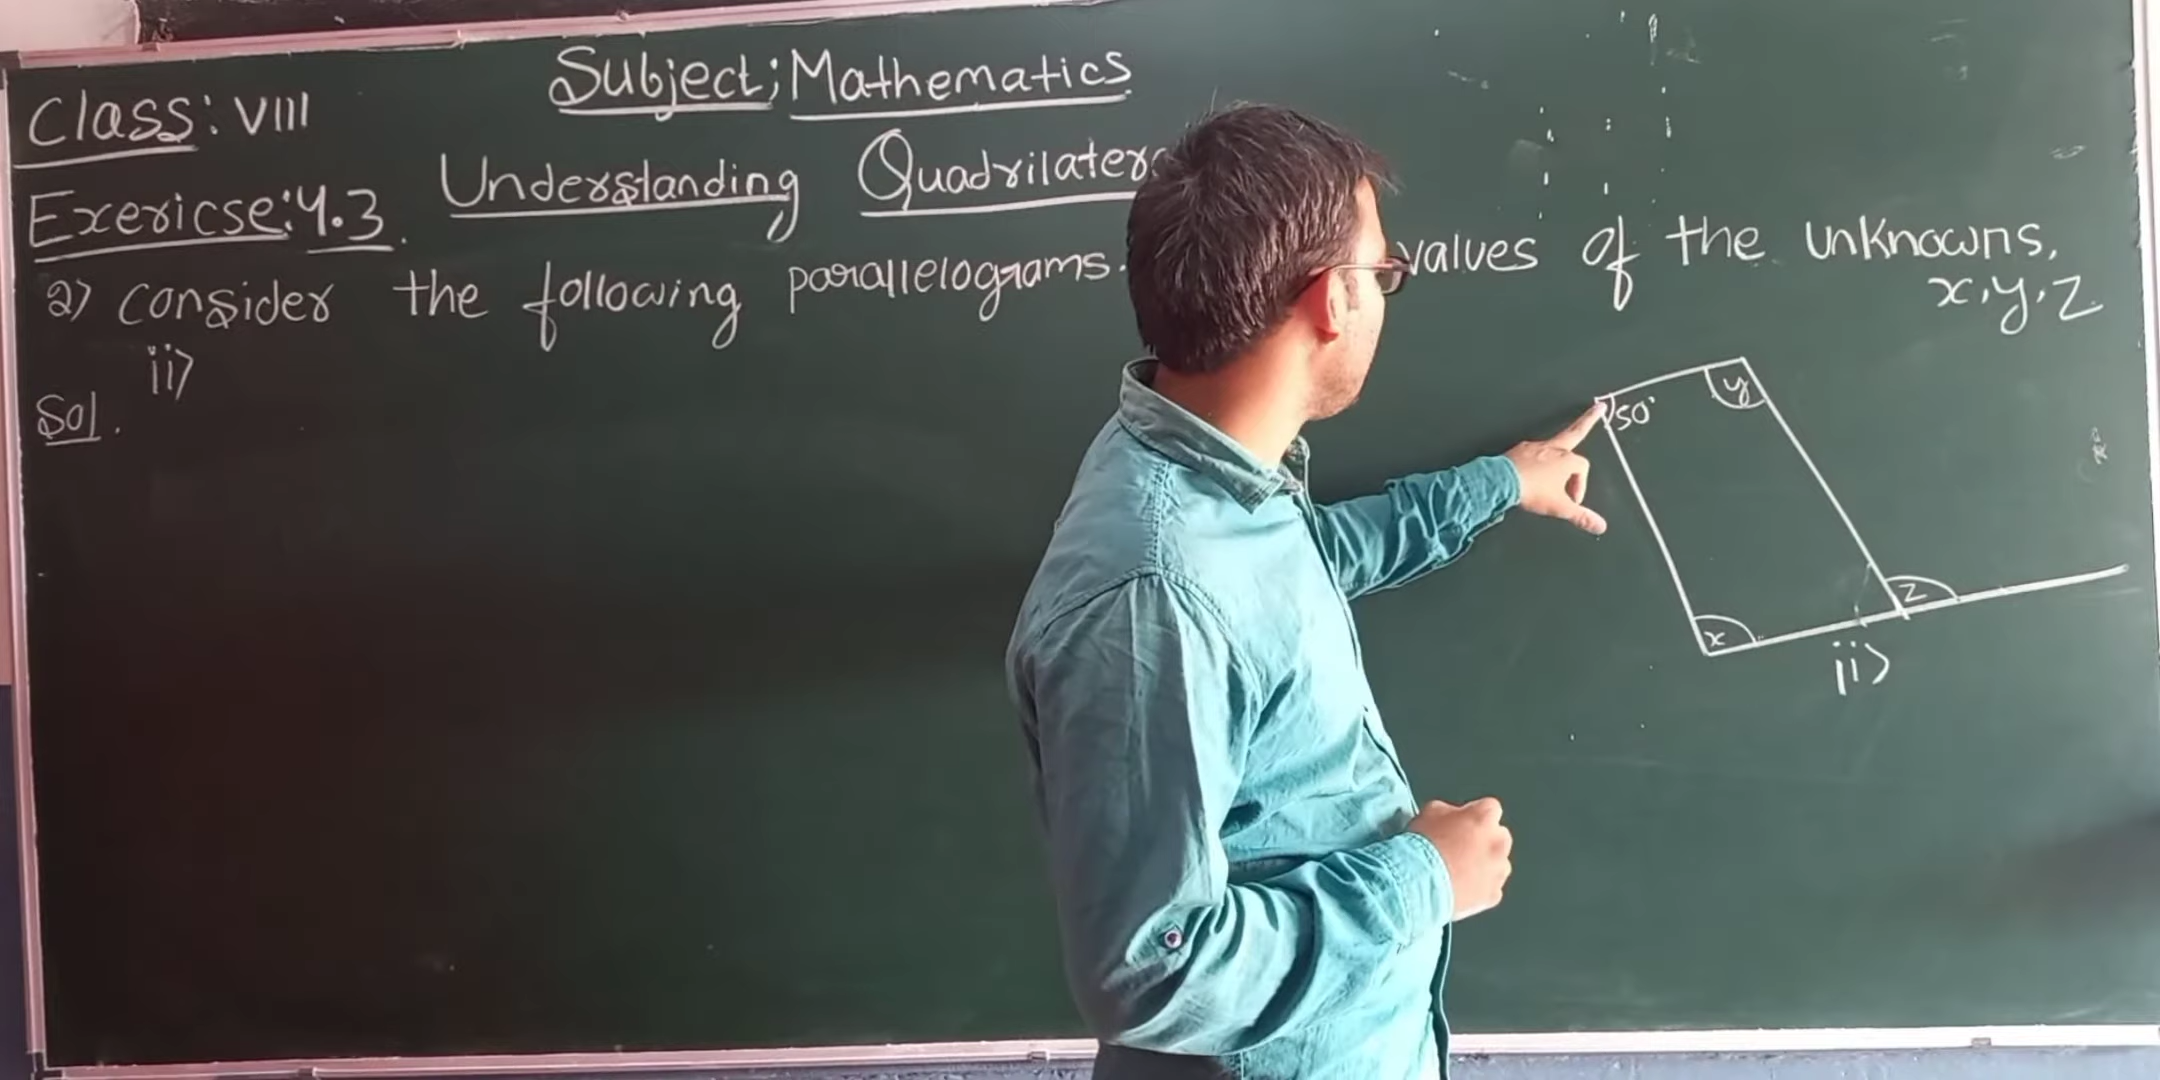 Subject; Mathematics
Class: VIII
Understanding Quadrilater
Exericse: 4.3.
2) Consider the following parallelograms. values of the unknowns,
x, y, z
ii)
Sol.
50° y
x z
ii)